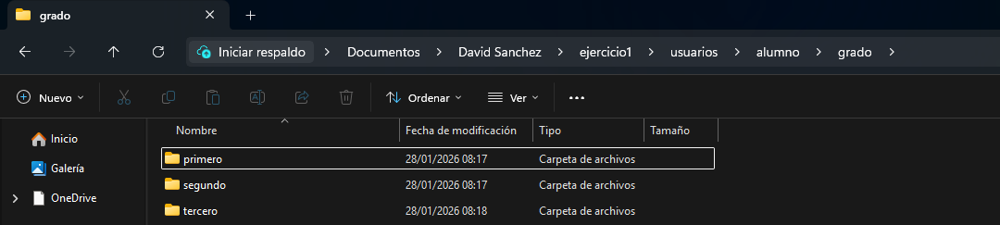 grado
Iniciar respaldo > Documentos > David Sanchez > ejercicio1 > usuarios > alumno > grado >
Nuevo Ordenar Ver ...
Inicio
Galería
OneDrive
Nombre Fecha de modificación Tipo Tamaño
primero 28/01/2026 08:17 Carpeta de archivos
segundo 28/01/2026 08:17 Carpeta de archivos
tercero 28/01/2026 08:18 Carpeta de archivos